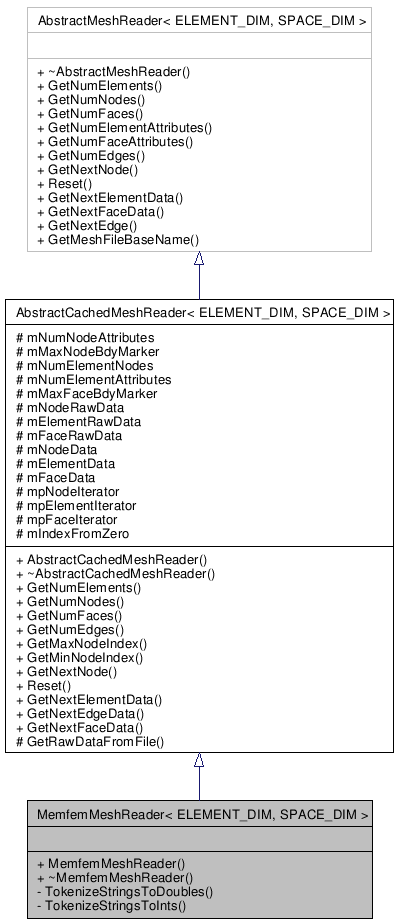 AbstractMeshReader< ELEMENT_DIM, SPACE_DIM >
+ ~AbstractMeshReader()
+ GetNumElements()
+ GetNumNodes()
+ GetNumFaces()
+ GetNumElementAttributes()
+ GetNumFaceAttributes()
+ GetNumEdges()
+ GetNextNode()
+ Reset()
+ GetNextElementData()
+ GetNextFaceData()
+ GetNextEdge()
+ GetMeshFileBaseName()
AbstractCachedMeshReader< ELEMENT_DIM, SPACE_DIM >
# mNumNodeAttributes
# mMaxNodeBdyMarker
# mNumElementNodes
# mNumElementAttributes
# mMaxFaceBdyMarker
# mNodeRawData
# mElementRawData
# mFaceRawData
# mNodeData
# mElementData
# mFaceData
# mpNodeIterator
# mpElementIterator
# mpFaceIterator
# mIndexFromZero
+ AbstractCachedMeshReader()
+ ~AbstractCachedMeshReader()
+ GetNumElements()
+ GetNumNodes()
+ GetNumFaces()
+ GetNumEdges()
+ GetMaxNodeIndex()
+ GetMinNodeIndex()
+ GetNextNode()
+ Reset()
+ GetNextElementData()
+ GetNextEdgeData()
+ GetNextFaceData()
# GetRawDataFromFile()
MemfemMeshReader< ELEMENT_DIM, SPACE_DIM >
+ MemfemMeshReader()
+ ~MemfemMeshReader()
- TokenizeStringsToDoubles()
- TokenizeStringsToInts()